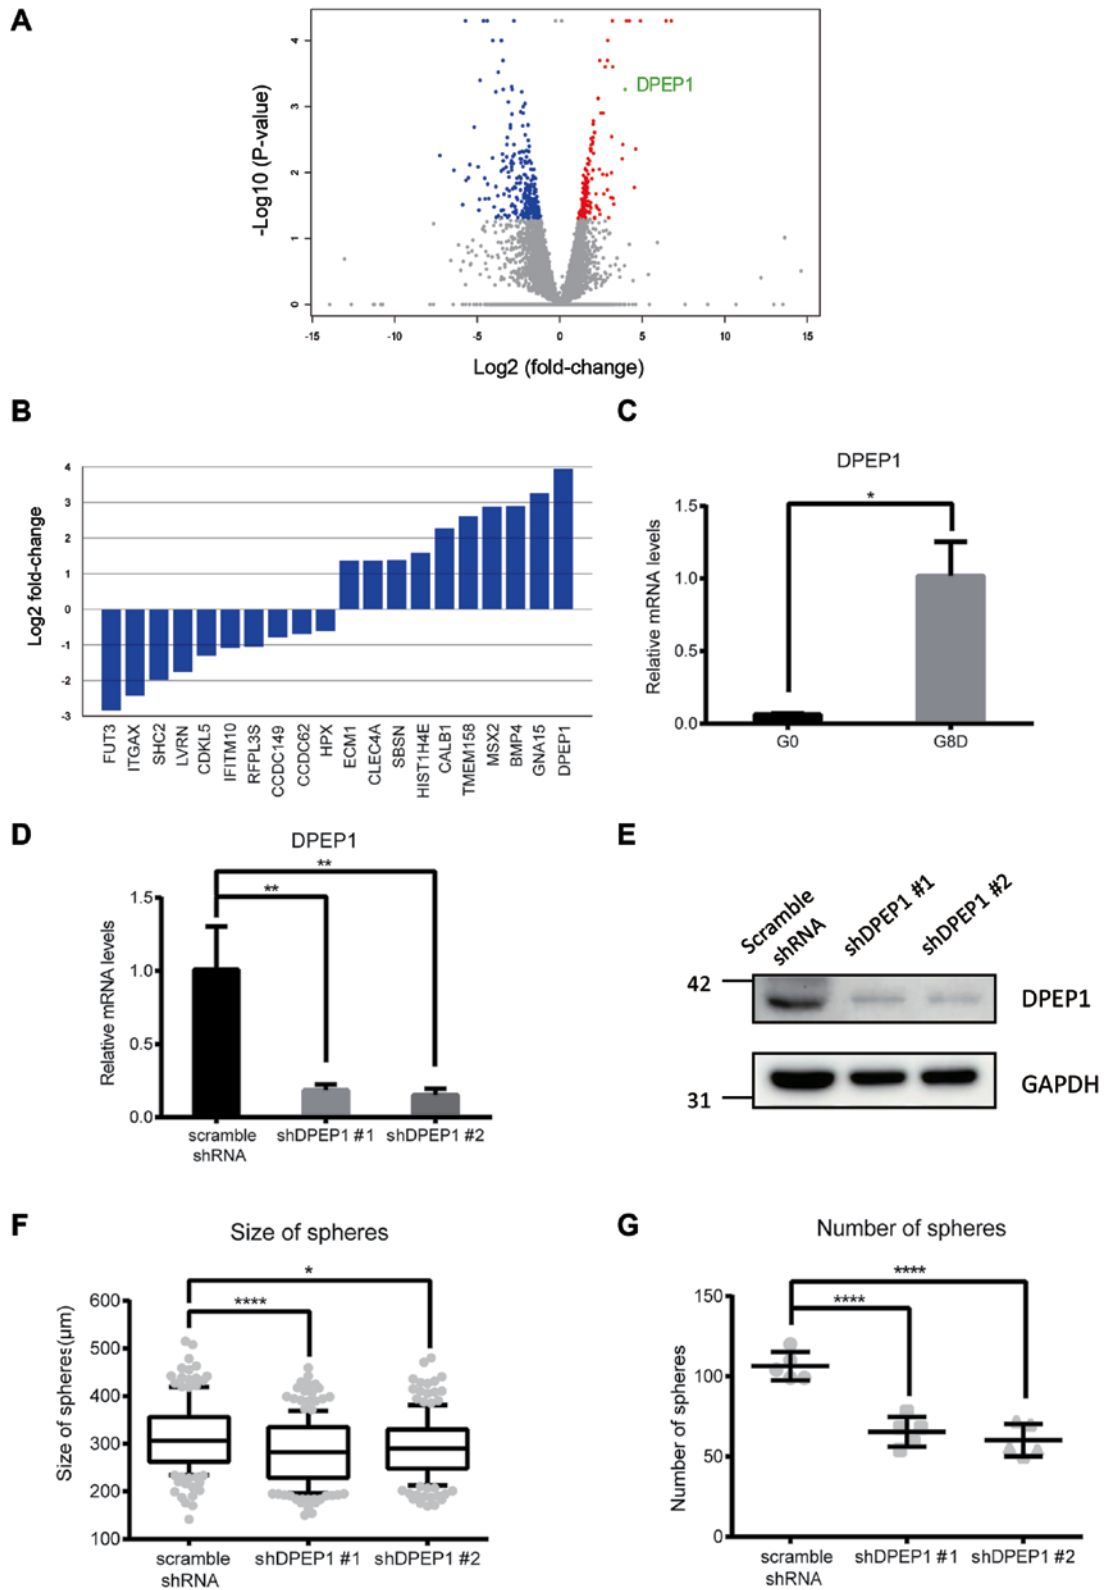 A
-Log10 (P-value)
4
3
2
1
0
DPEP1
-15 -10 -5 0 5 10 15
Log2 (fold-change)
B
Log2 fold-change
4
3
2
1
0
-1
-2
-3
FUT3
ITGAX
SHC2
LVRN
CDKL5
IFITM10
RFPL3S
CCDC149
CCDC62
HPX
ECM1
CLEC4A
SBSN
HIST1H4E
CALB1
TMEM158
MSX2
BMP4
GNA15
DPEP1
C
DPEP1
*
Relative mRNA levels
1.5
1.0
0.5
0.0
G0 G8D
D
DPEP1
**
**
Relative mRNA levels
1.5
1.0
0.5
0.0
scramble shDPEP1 #1 shDPEP1 #2
shRNA
E
Scramble
shRNA
shDPEP1 #1
shDPEP1 #2
42
DPEP1
GAPDH
31
F
Size of spheres
*
****
Size of spheres(μm)
600
500
400
300
200
100
scramble shDPEP1 #1 shDPEP1 #2
shRNA
G
Number of spheres
****
****
Number of spheres
150
100
50
0
scramble shDPEP1 #1 shDPEP1 #2
shRNA